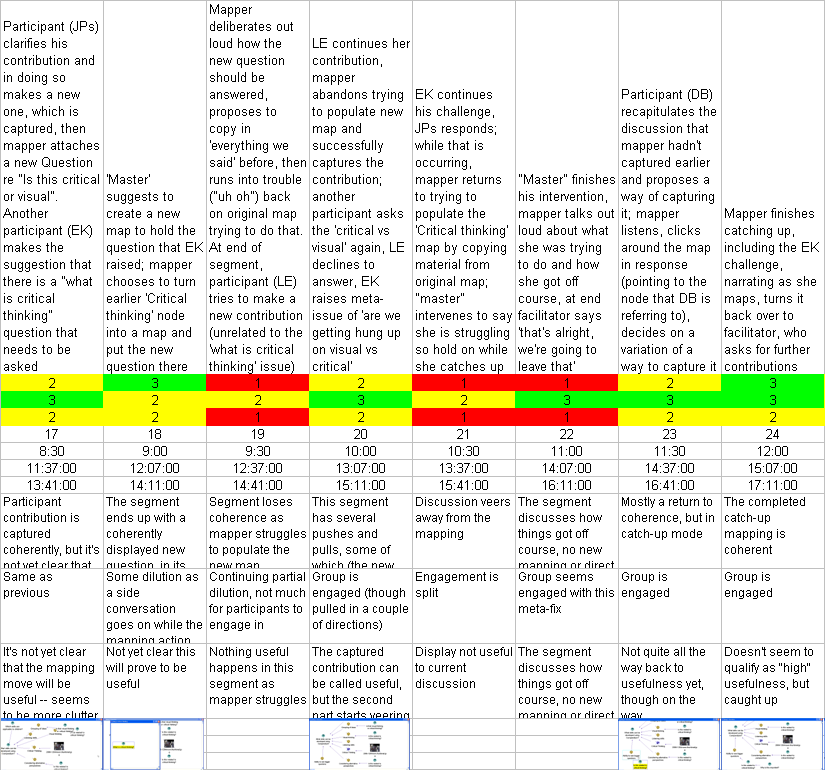 Participant (JPs)
clarifies his
contribution and
in doing so
makes a new
one, which is
captured, then
mapper attaches
a new Question
re "Is this critical
or visual".
Another
participant (EK)
makes the
suggestion that
there is a "what
is critical
thinking"
question that
needs to be
asked
'Master'
suggests to
create a new
map to hold the
question that EK
raised; mapper
chooses to turn
earlier 'Critical
thinking' node
into a map and
put the new
question there
Mapper
deliberates out
loud how the
new question
should be
answered,
proposes to
copy in
'everything we
said' before, then
runs into trouble
("uh oh") back
on original map
trying to do that.
At end of
segment,
participant (LE)
tries to make a
new contribution
(unrelated to the
'what is critical
thinking' issue)
LE continues her
contribution,
mapper
abandons trying
to populate new
map and
successfully
captures the
contribution;
another
participant asks
the 'critical vs
visual' again, LE
declines to
answer, EK
raises meta-
issue of 'are we
getting hung up
on visual vs
critical'
EK continues
his challenge,
JPs responds;
while that is
occurring,
mapper returns
to trying to
populate the
'Critical thinking'
map by copying
material from
original map;
"master"
intervenes to say
she is struggling
so hold on while
she catches up
"Master" finishes
his intervention,
mapper talks out
loud about what
she was trying
to do and how
she got off
course, at end
facilitator says
'that's alright,
we're going to
leave that'
Participant (DB)
recapitulates the
discussion that
mapper hadn't
captured earlier
and proposes a
way of capturing
it; mapper
listens, clicks
around the map
in response
(pointing to the
node that DB is
referring to),
decides on a
variation of a
way to capture it
Mapper finishes
catching up,
including the EK
challenge,
narrating as she
maps, turns it
back over to
facilitator, who
asks for further
contributions
2 3 1 2 1 1 2 3
3 2 2 3 2 3 3 3
2 2 1 2 1 1 2 2
17 18 19 20 21 22 23 24
8:30 9:00 9:30 10:00 10:30 11:00 11:30 12:00
11:37:00 12:07:00 12:37:00 13:07:00 13:37:00 14:07:00 14:37:00 15:07:00
13:41:00 14:11:00 14:41:00 15:11:00 15:41:00 16:11:00 16:41:00 17:11:00
Participant
contribution is
captured
coherently, but it's
not yet clear that
The segment
ends up with a
coherently
displayed new
question, in its
Segment loses
coherence as
mapper struggles
to populate the
new map
This segment
has several
pushes and
pulls, some of
which (the new
Discussion veers
away from the
mapping
The segment
discusses how
things got off
course, no new
mapping or direct
Mostly a return to
coherence, but in
catch-up mode
The completed
catch-up
mapping is
coherent
Same as
previous
Some dilution as
a side
conversation
goes on while the
mapping action
Continuing partial
dilution, not much
for participants to
engage in
Group is
engaged (though
pulled in a couple
of directions)
Engagement is
split
Group seems
engaged with this
meta-fix
Group is
engaged
Group is
engaged
It's not yet clear
that the mapping
move will be
useful -- seems
to be more clutter
Not yet clear this
will prove to be
useful
Nothing useful
happens in this
segment as
mapper struggles
The captured
contribution can
be called useful,
but the second
part starts veering
Display not useful
to current
discussion
The segment
discusses how
things got off
course, no new
mapping or direct
Not quite all the
way back to
usefulness yet,
though on the
way
Doesn't seem to
qualify as "high"
usefulness, but
caught up